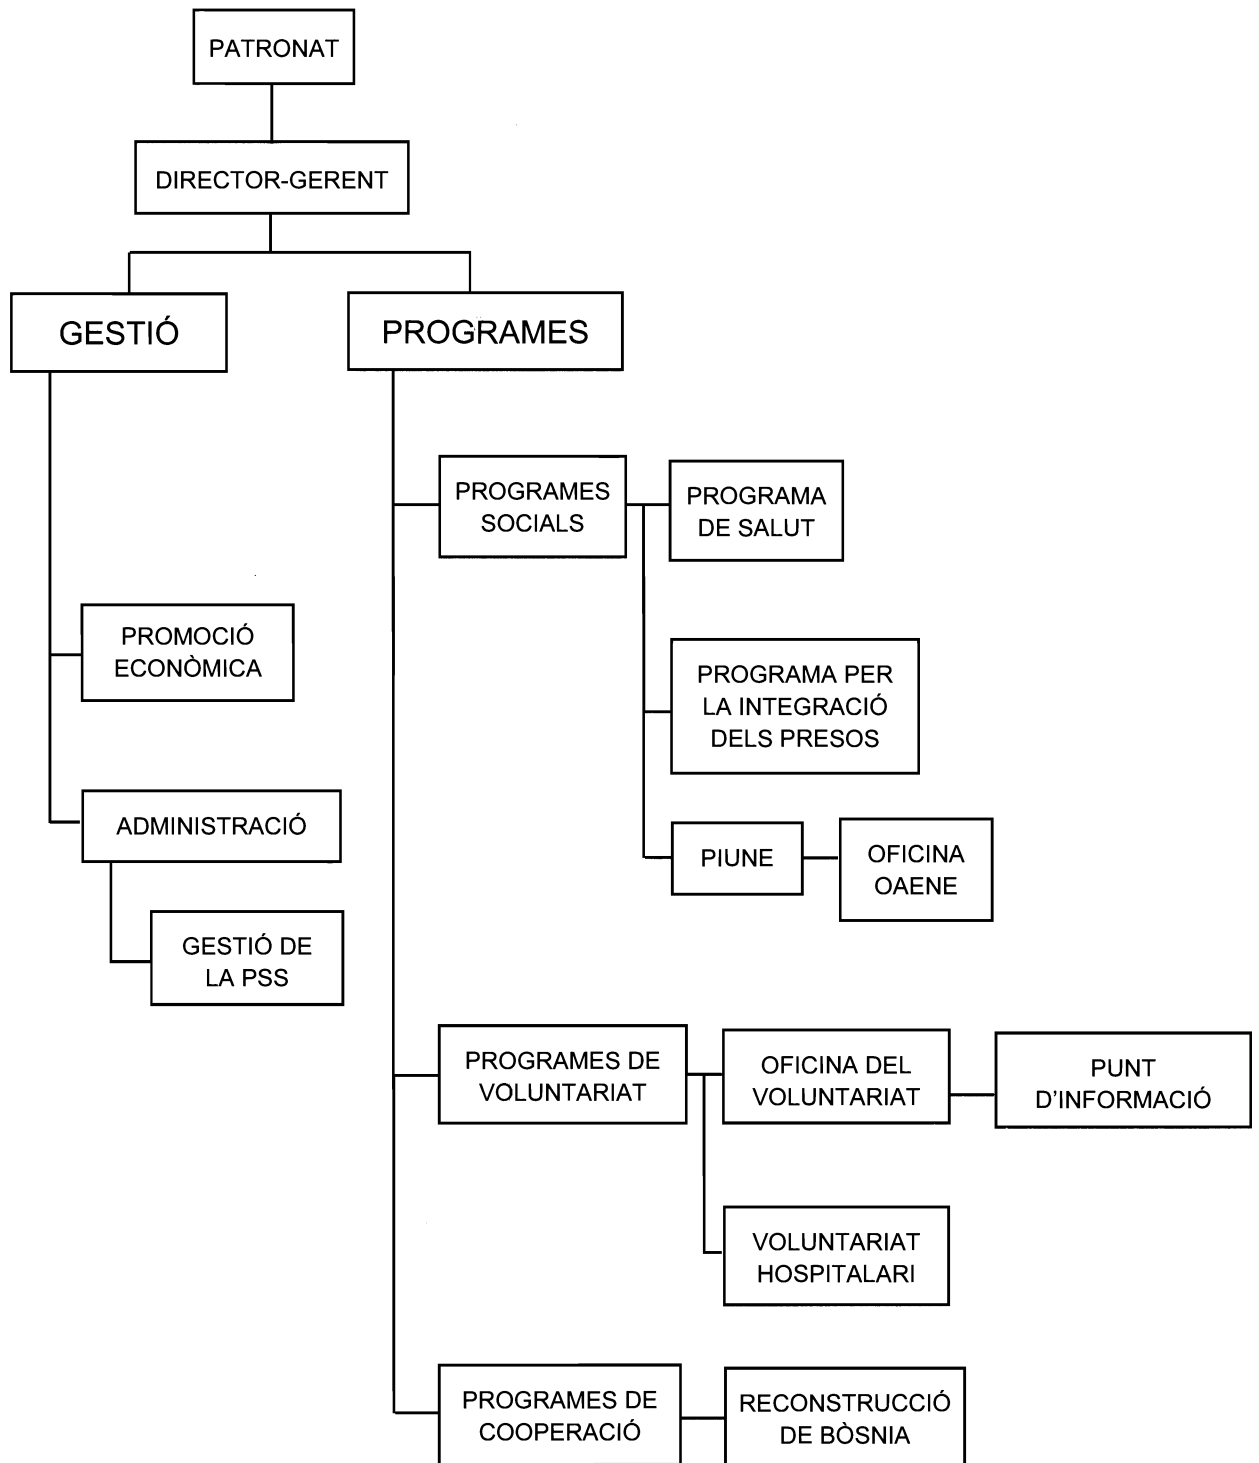 PATRONAT
DIRECTOR-GERENT
GESTIÓ
PROGRAMES
PROGRAMES
SOCIALS
PROGRAMA
DE SALUT
PROMOCIÓ
ECONÒMICA
PROGRAMA PER
LA INTEGRACIÓ
DELS PRESOS
ADMINISTRACIÓ
PIUNE
OFICINA
OAENE
GESTIÓ DE
LA PSS
PROGRAMES DE
VOLUNTARIAT
OFICINA DEL
VOLUNTARIAT
PUNT
D'INFORMACIÓ
VOLUNTARIAT
HOSPITALARI
PROGRAMES DE
COOPERACIÓ
RECONSTRUCCIÓ
DE BÒSNIA